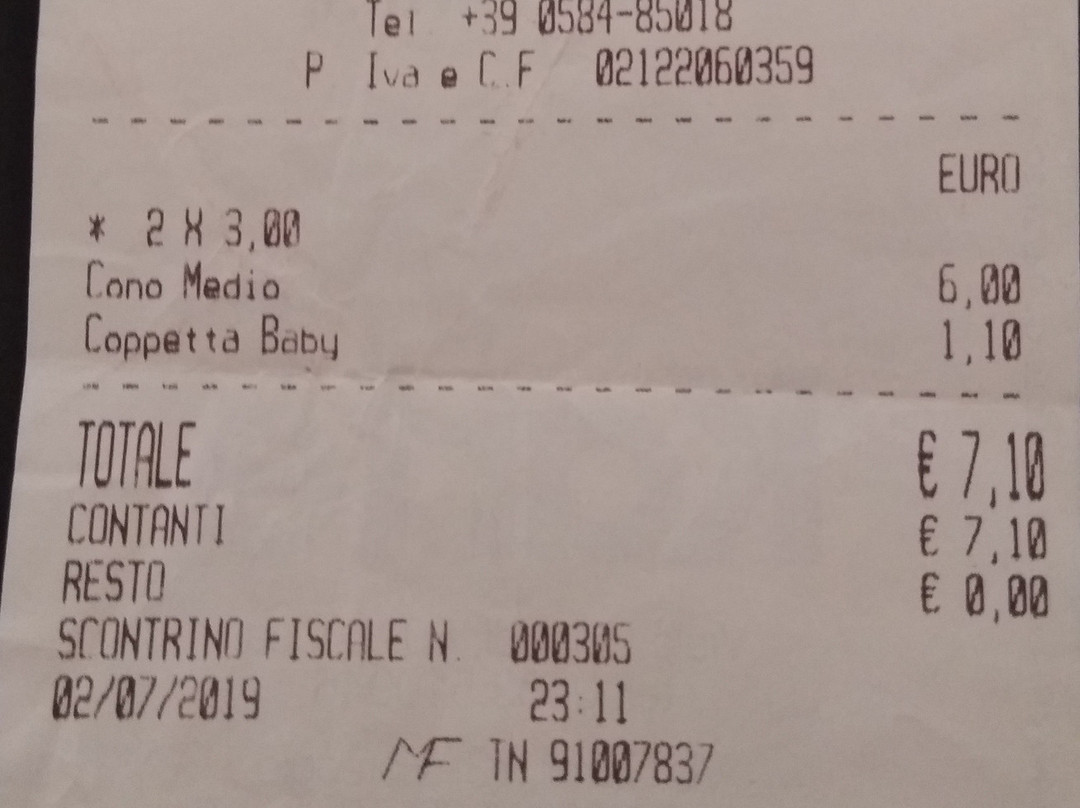 Tel +39 0584-85018
P Iva e C.F 02122060359
EURO
* 2 X 3,00
Cono Medio 6,00
Coppetta Baby 1,10
TOTALE € 7,10
CONTANTI € 7,10
RESTO € 0,00
SCONTRINO FISCALE N. 000305
02/07/2019 23:11
MF TN 91007837